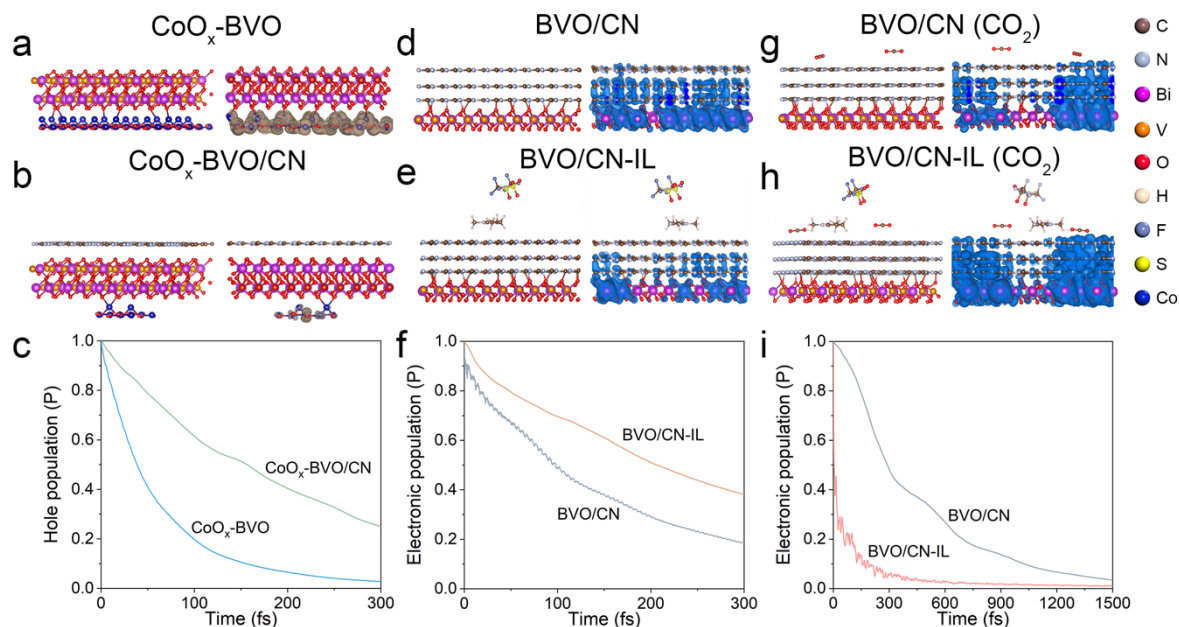 a
CoOx-BVO
b
CoOx-BVO/CN
c
1.0
0.8
0.6
0.4
0.2
0.0
Hole population (P)
CoOx-BVO/CN
CoOx-BVO
0
100
200
300
Time (fs)
d
BVO/CN
e
BVO/CN-IL
f
1.0
0.8
0.6
0.4
0.2
0.0
Electronic population (P)
BVO/CN-IL
BVO/CN
0
100
200
300
Time (fs)
g
BVO/CN (CO2)
h
BVO/CN-IL (CO2)
i
1.0
0.8
0.6
0.4
0.2
0.0
Electronic population (P)
BVO/CN
BVO/CN-IL
0
300
600
900
1200
1500
Time (fs)
C
N
Bi
V
O
H
F
S
Co